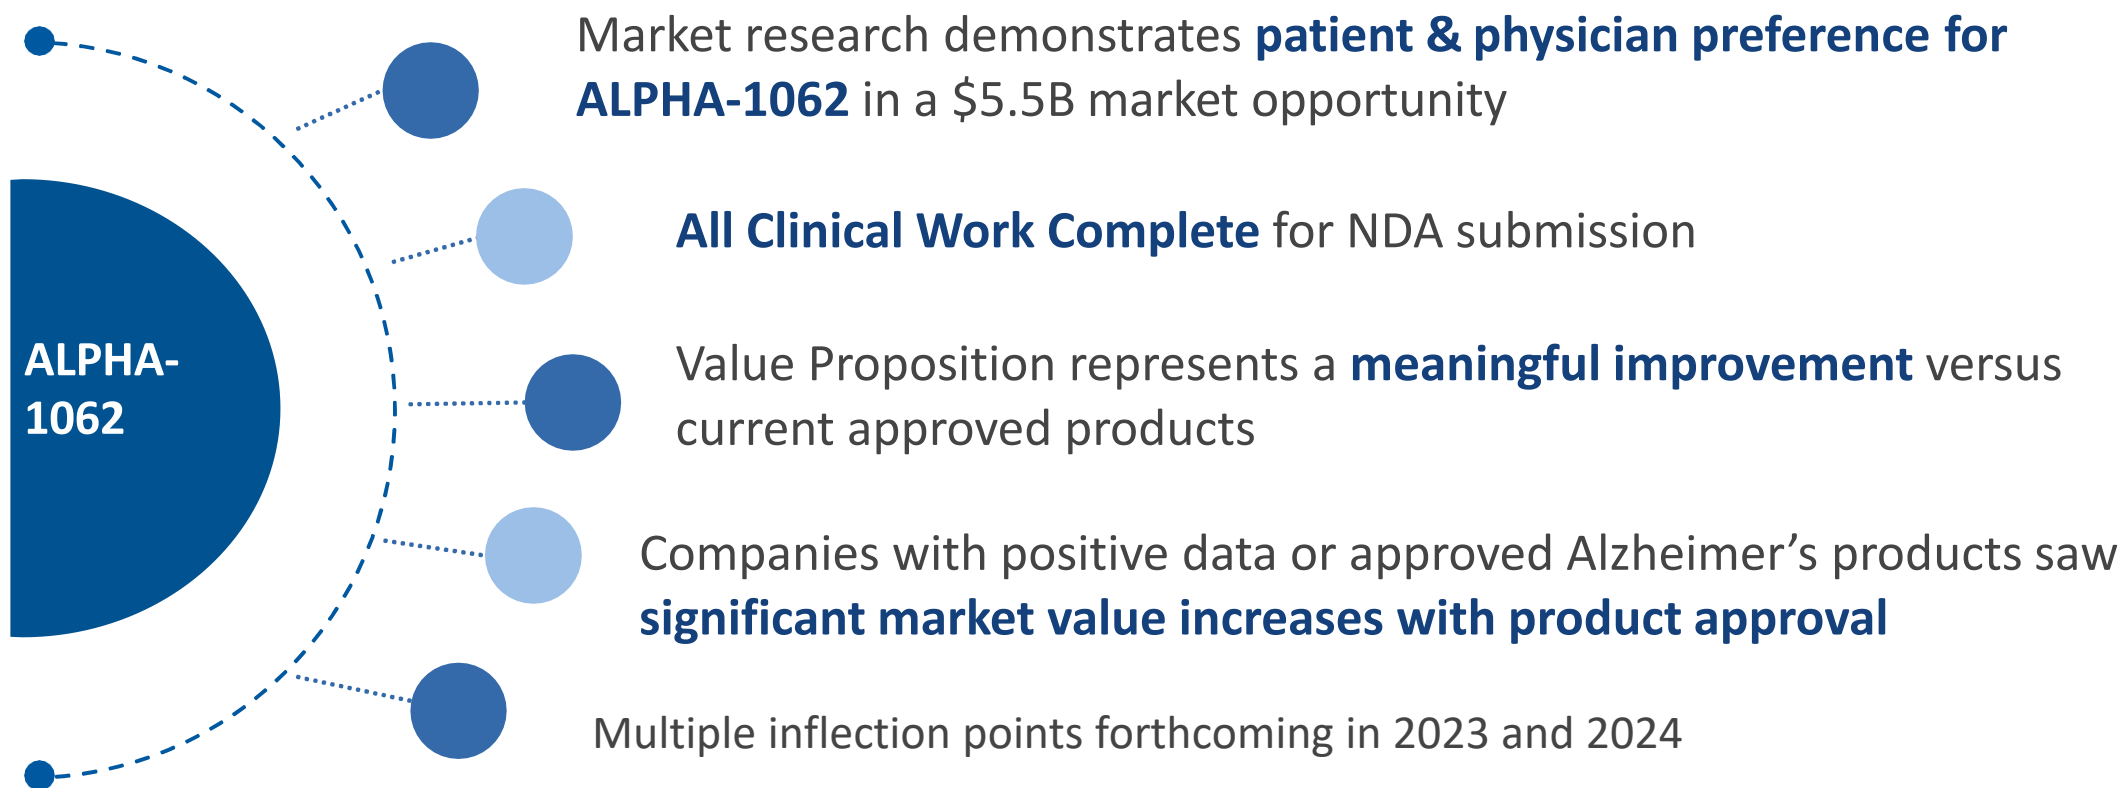 Market research demonstrates patient & physician preference for
ALPHA-1062 in a $5.5B market opportunity
All Clinical Work Complete for NDA submission
ALPHA-
1062
Value Proposition represents a meaningful improvement versus
current approved products
Companies with positive data or approved Alzheimer’s products saw
significant market value increases with product approval
Multiple inflection points forthcoming in 2023 and 2024